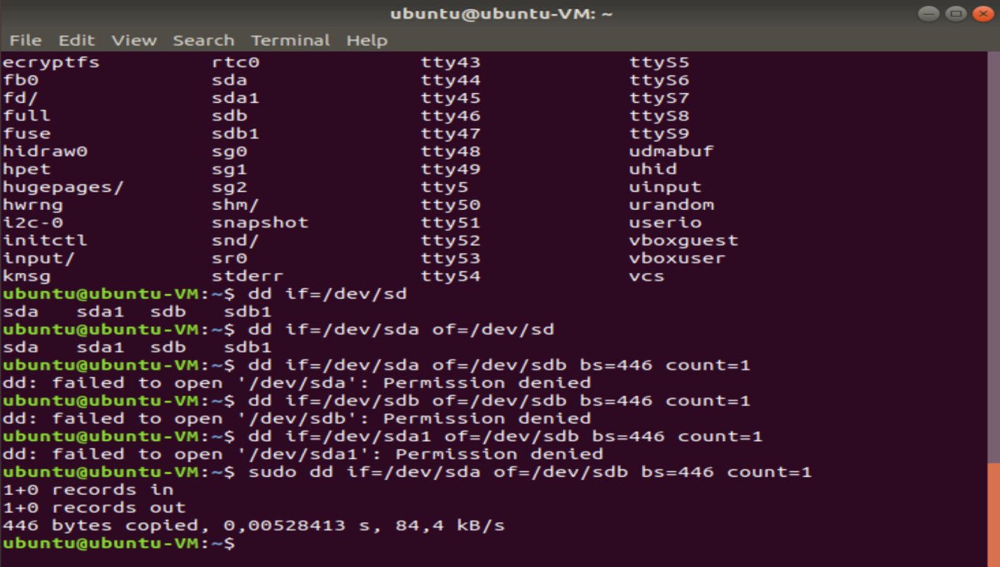 ubuntu@ubuntu-VM: ~
File Edit View Search Terminal Help
ecryptfs rtc0 tty43 ttyS5
fb0 sda tty44 ttyS6
fd/ sda1 tty45 ttyS7
full sdb tty46 ttyS8
fuse sdb1 tty47 ttyS9
hidraw0 sg0 tty48 udmabuf
hpet sg1 tty49 uhid
hugepages/ sg2 tty5 uinput
hwrng shm/ tty50 urandom
i2c-0 snapshot tty51 userio
initctl snd/ tty52 vboxguest
input/ sr0 tty53 vboxuser
kmsg stderr tty54 vcs
ubuntu@ubuntu-VM:~$ dd if=/dev/sd
sda sda1 sdb sdb1
ubuntu@ubuntu-VM:~$ dd if=/dev/sda of=/dev/sd
sda sda1 sdb sdb1
ubuntu@ubuntu-VM:~$ dd if=/dev/sda of=/dev/sdb bs=446 count=1
dd: failed to open '/dev/sda': Permission denied
ubuntu@ubuntu-VM:~$ dd if=/dev/sdb of=/dev/sdb bs=446 count=1
dd: failed to open '/dev/sdb': Permission denied
ubuntu@ubuntu-VM:~$ dd if=/dev/sda1 of=/dev/sdb bs=446 count=1
dd: failed to open '/dev/sda1': Permission denied
ubuntu@ubuntu-VM:~$ sudo dd if=/dev/sda of=/dev/sdb bs=446 count=1
1+0 records in
1+0 records out
446 bytes copied, 0,00528413 s, 84,4 kB/s
ubuntu@ubuntu-VM:~$